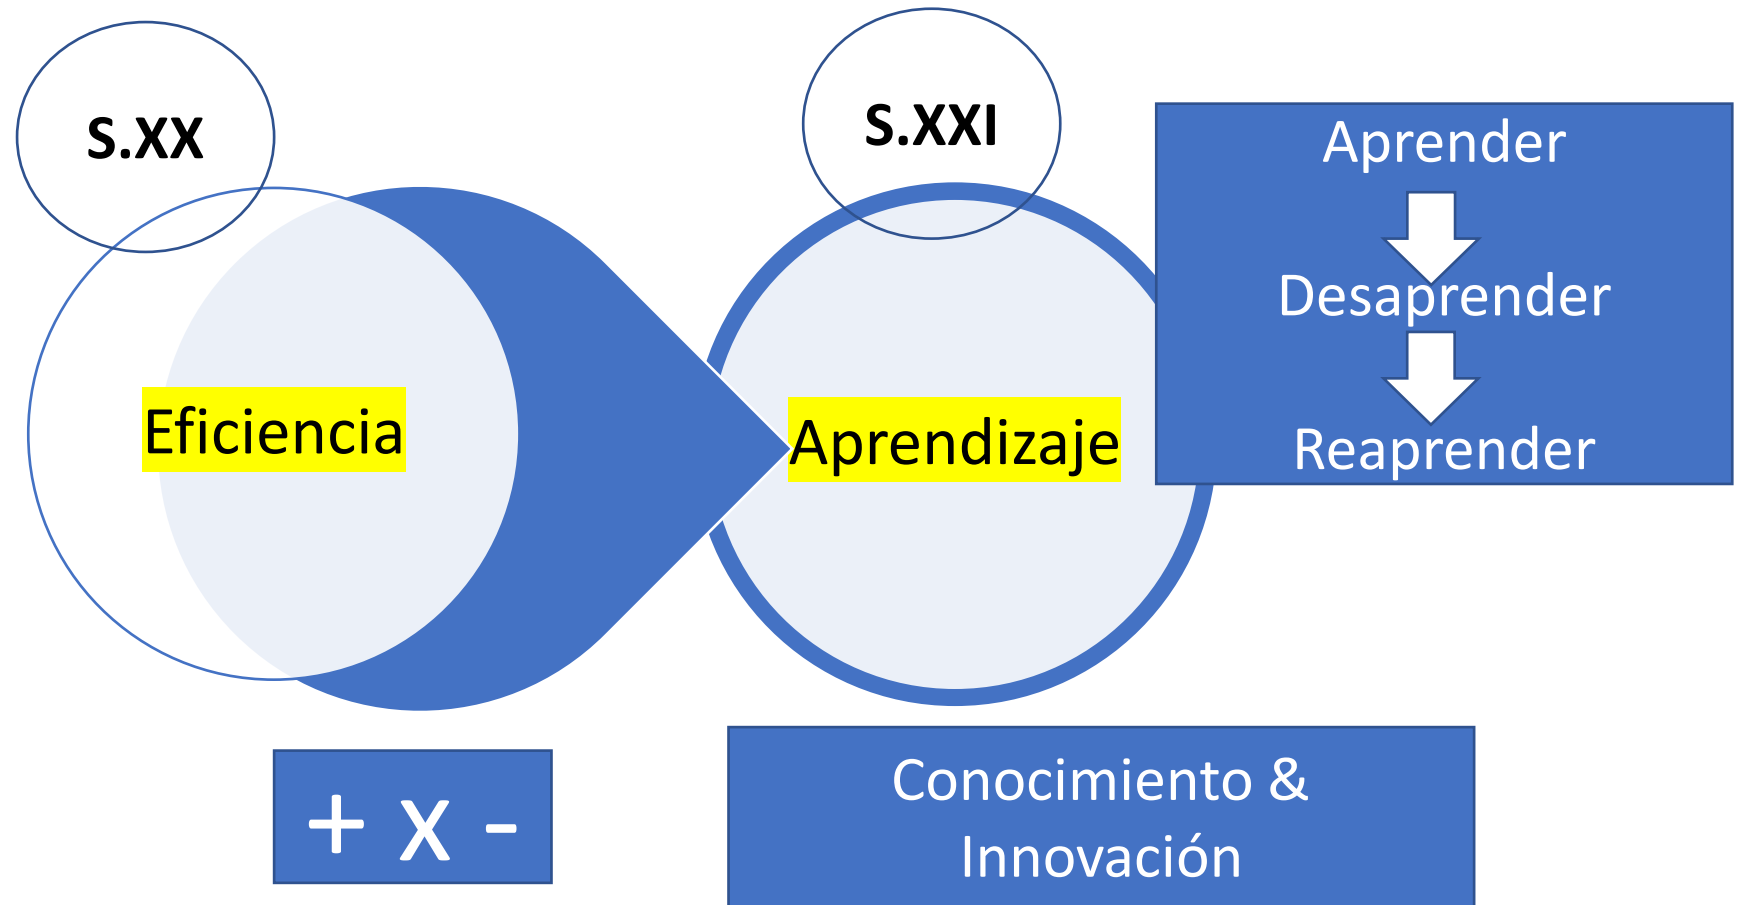 S.XX
Eficiencia
+ x -
S.XXI
Aprendizaje
Conocimiento &
Innovación
Aprender
Desaprender
Reaprender